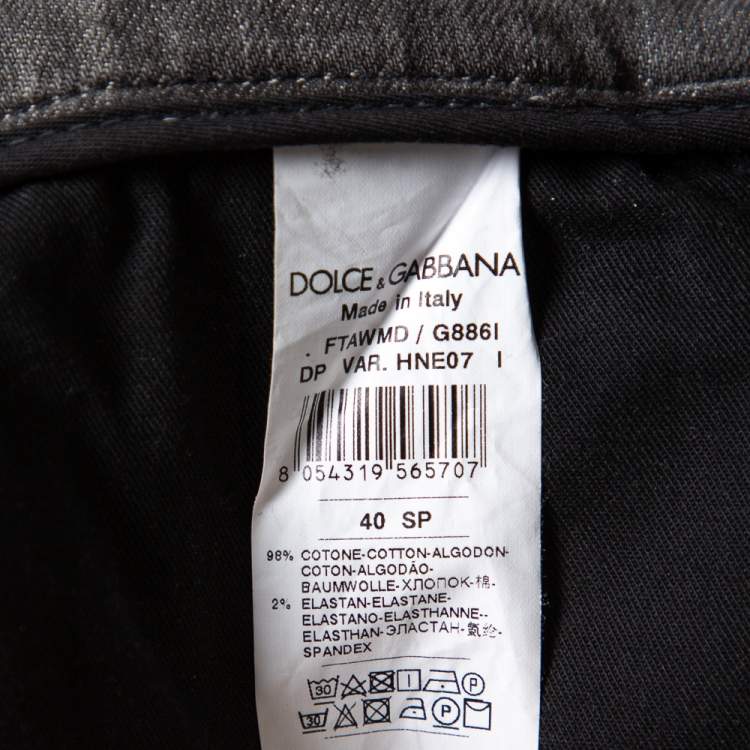 DOLCE & GABBANA
Made in Italy
. FTAWMD / G886I
DP VAR. HNE07 I
8 054319 565707
40 SP
98% COTONE-COTTON-ALGODON-
COTON-ALGODÃO-
BAUMWOLLE-ХЛОПОК-棉-
2% ELASTAN-ELASTANE-
ELASTANO-ELASTHANNE--
ELASTHAN-ЭЛАСТАН-氨纶-
SPANDEX
30 P
30 P